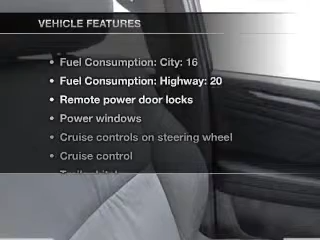 VEHICLE FEATURES
• Fuel Consumption: City: 16
• Fuel Consumption: Highway: 20
• Remote power door locks
• Power windows
• Cruise controls on steering wheel
• Cruise control